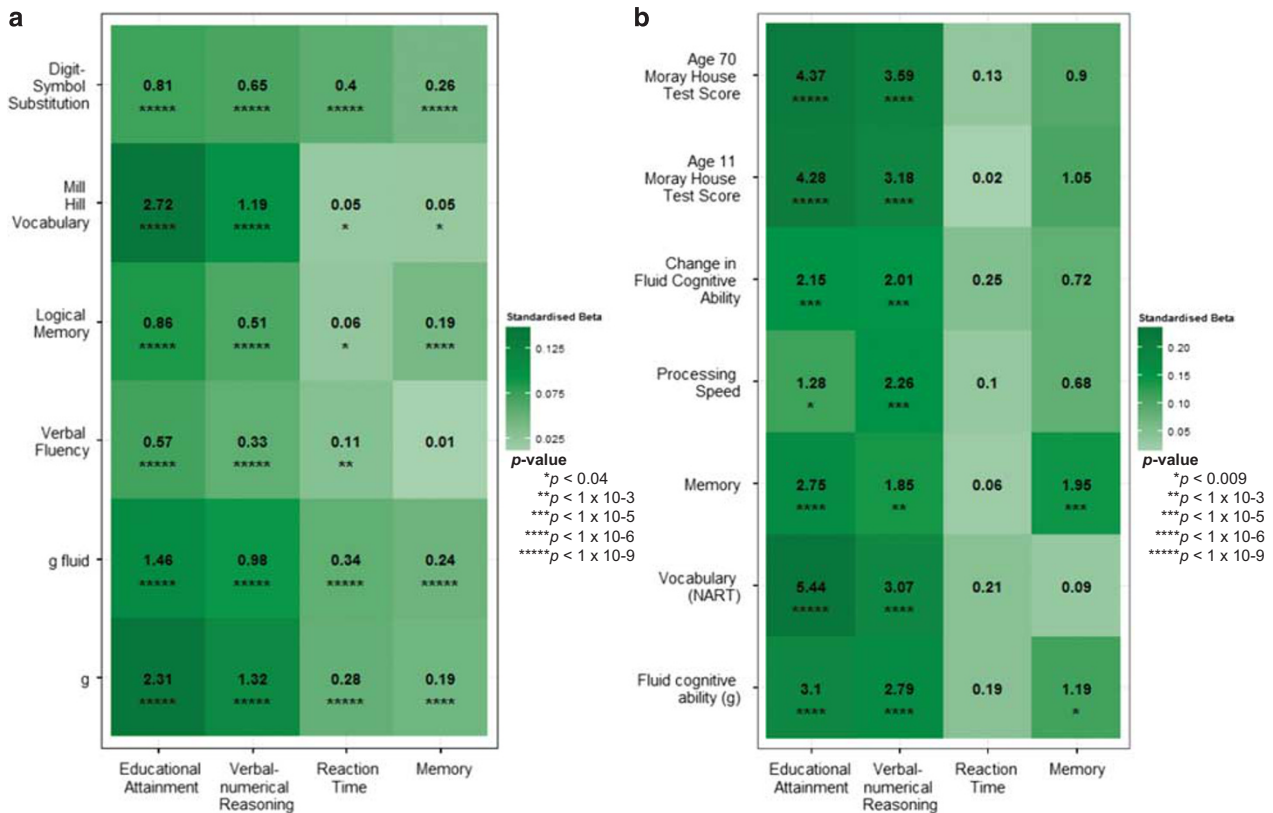 a
Digit-
Symbol
Substitution
0.81
0.65
0.4
0.26
*****
*****
*****
*****
Mill
Hill
Vocabulary
2.72
1.19
0.05
0.05
*****
*****
*
*
Logical
Memory
0.86
0.51
0.06
0.19
*****
*****
*
****
Verbal
Fluency
0.57
0.33
0.11
0.01
*****
*****
**
g fluid
1.46
0.98
0.34
0.24
*****
*****
*****
*****
g
2.31
1.32
0.28
0.19
*****
*****
*****
****
Educational
Attainment
Verbal-
numerical
Reasoning
Reaction
Time
Memory
Standardised Beta
0.125
0.075
0.025
p-value
*p < 0.04
**p < 1 x 10-3
***p < 1 x 10-5
****p < 1 x 10-6
*****p < 1 x 10-9
b
Age 70
Moray House
Test Score
4.37
3.59
0.13
0.9
*****
****
Age 11
Moray House
Test Score
4.28
3.18
0.02
1.05
*****
****
Change in
Fluid Cognitive
Ability
2.15
2.01
0.25
0.72
***
***
Processing
Speed
1.28
2.26
0.1
0.68
*
***
Memory
2.75
1.85
0.06
1.95
****
**
***
Vocabulary
(NART)
5.44
3.07
0.21
0.09
*****
****
Fluid cognitive
ability (g)
3.1
2.79
0.19
1.19
****
****
*
Educational
Attainment
Verbal-
numerical
Reasoning
Reaction
Time
Memory
Standardised Beta
0.20
0.15
0.10
0.05
p-value
*p < 0.009
**p < 1 x 10-3
***p < 1 x 10-5
****p < 1 x 10-6
*****p < 1 x 10-9